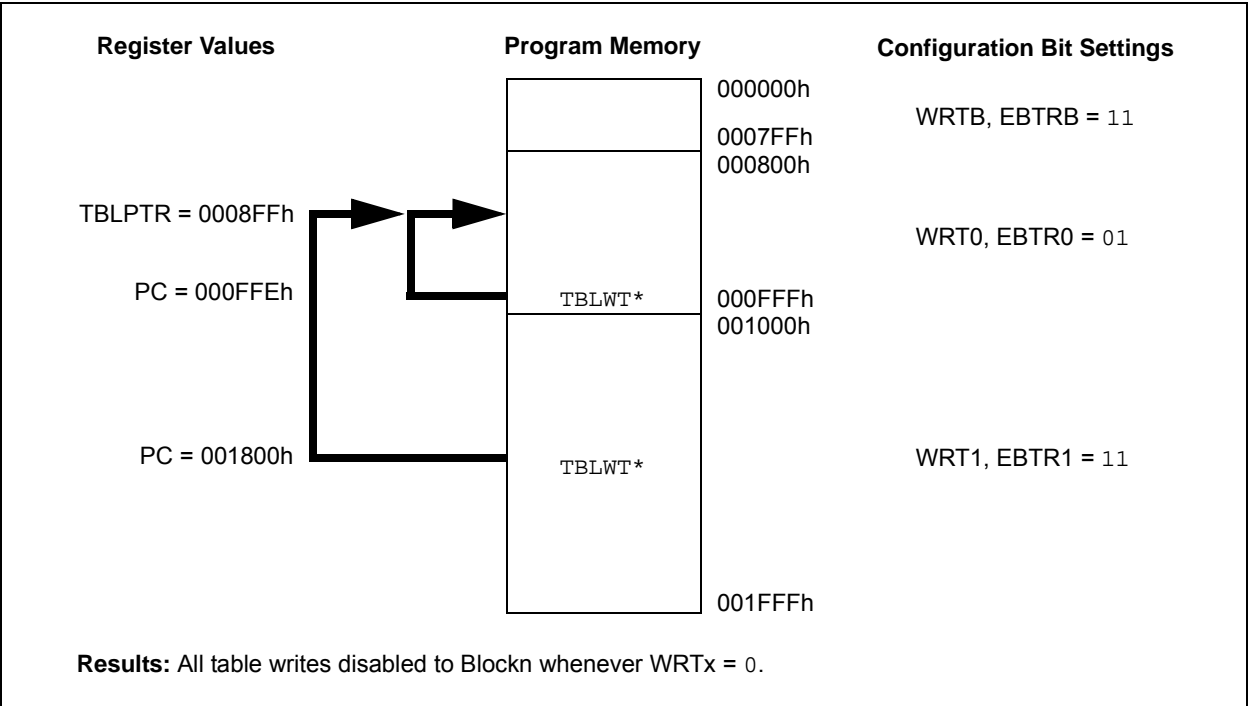 Register Values Program Memory Configuration Bit Settings
000000h
WRTB, EBTRB = 11
0007FFh
000800h
TBLPTR = 0008FFh
WRT0, EBTR0 = 01
PC = 000FFEh
TBLWT* 000FFFh
001000h
PC = 001800h
TBLWT*
WRT1, EBTR1 = 11
001FFFh
Results: All table writes disabled to Blockn whenever WRTx = 0.